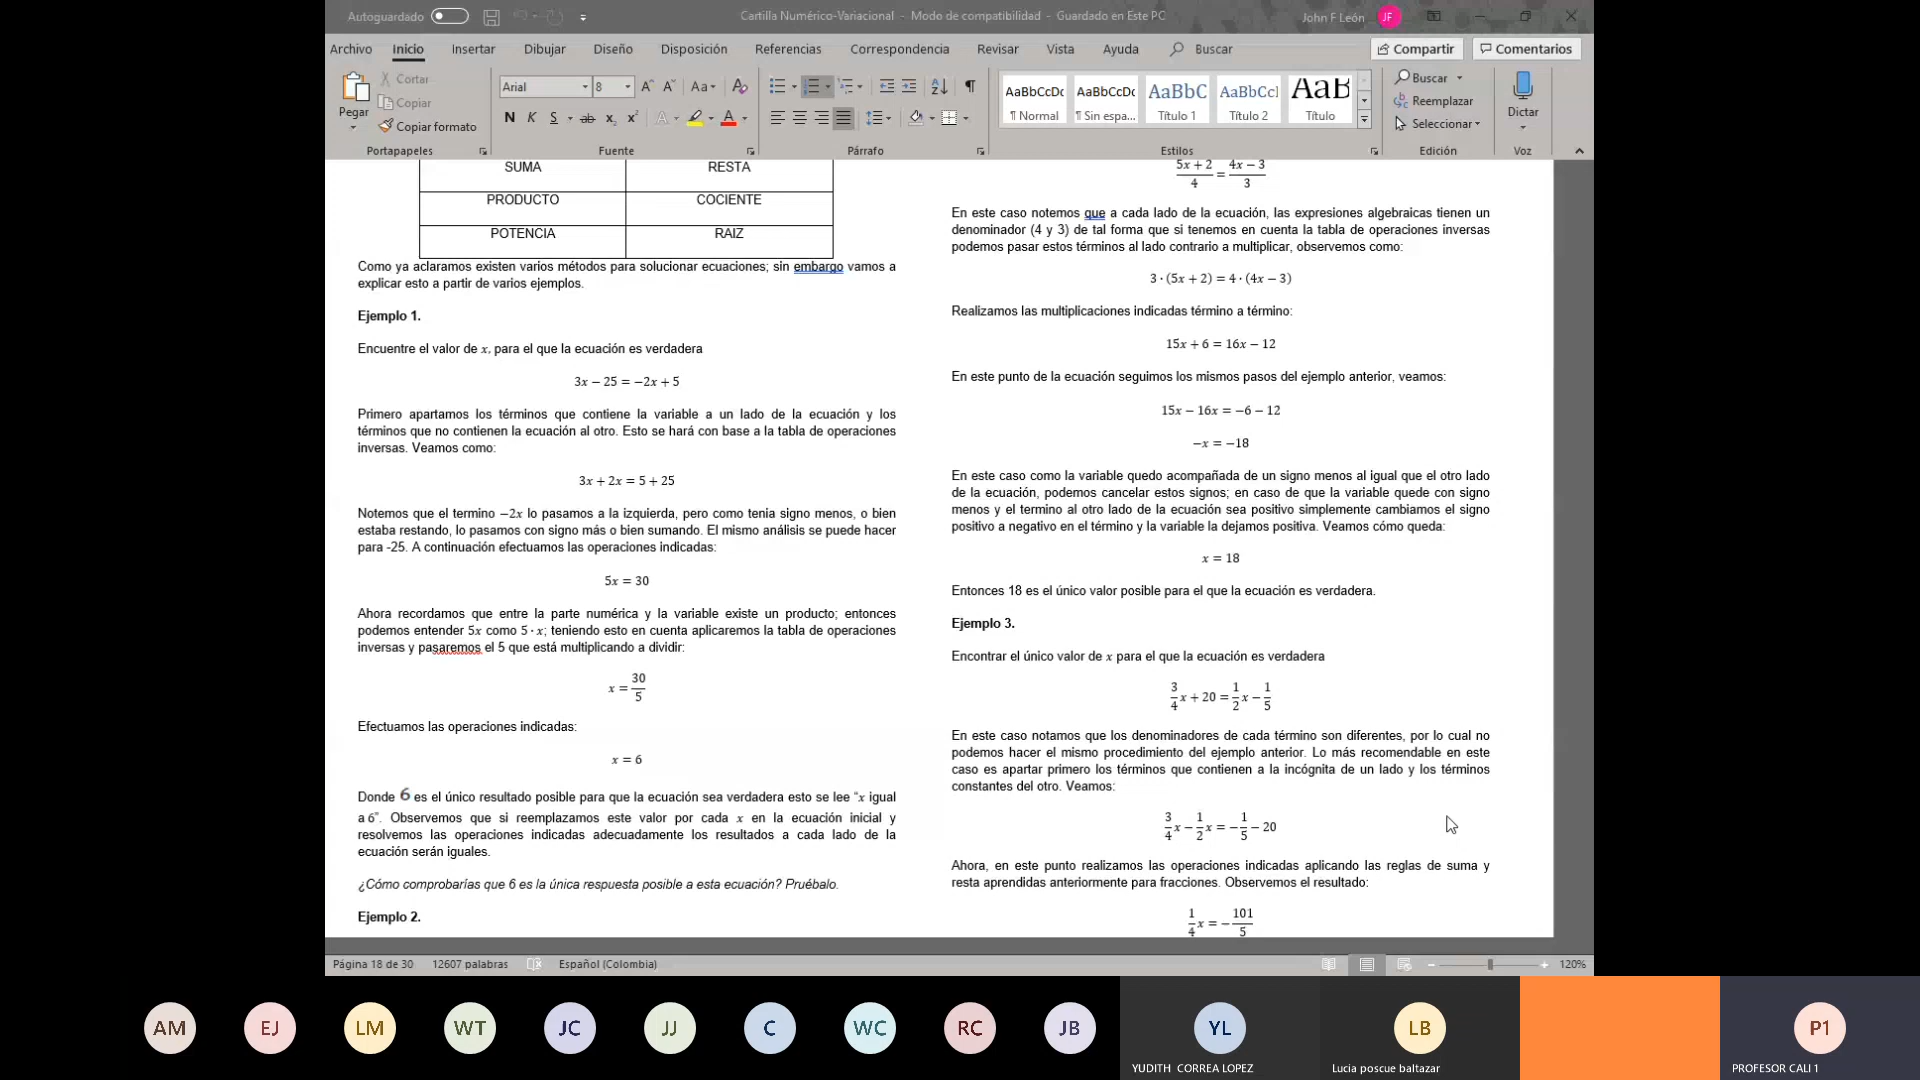 Autoguardado
Cartilla Numérico-Variacional - Modo de compatibilidad - Guardado en Este PC
John F León JF
Archivo Inicio Insertar Dibujar Diseño Disposición Referencias Correspondencia Revisar Vista Ayuda Buscar Compartir Comentarios
Pegar
Cortar
Copiar
Copiar formato
Portapapeles
Arial 8
N K S ab x₂ x²
Fuente
Párrafo
AaBbCcDc AaBbCcDc AaBbC AaBbCcI AaB
¶ Normal ¶ Sin espa... Título 1 Título 2 Título
Estilos
Buscar
Reemplazar
Seleccionar
Edición
Dictar
Voz
SUMA RESTA
PRODUCTO COCIENTE
POTENCIA RAIZ
Como ya aclaramos existen varios métodos para solucionar ecuaciones; sin embargo vamos a
explicar esto a partir de varios ejemplos.
Ejemplo 1.
Encuentre el valor de x, para el que la ecuación es verdadera
3x − 25 = −2x + 5
Primero apartamos los términos que contiene la variable a un lado de la ecuación y los
términos que no contienen la ecuación al otro. Esto se hará con base a la tabla de operaciones
inversas. Veamos como:
3x + 2x = 5 + 25
Notemos que el termino −2x lo pasamos a la izquierda, pero como tenia signo menos, o bien
estaba restando, lo pasamos con signo más o bien sumando. El mismo análisis se puede hacer
para -25. A continuación efectuamos las operaciones indicadas:
5x = 30
Ahora recordamos que entre la parte numérica y la variable existe un producto; entonces
podemos entender 5x como 5 · x; teniendo esto en cuenta aplicaremos la tabla de operaciones
inversas y pasaremos el 5 que está multiplicando a dividir:
x = 30/5
Efectuamos las operaciones indicadas:
x = 6
Donde 6 es el único resultado posible para que la ecuación sea verdadera esto se lee “x igual
a 6”. Observemos que si reemplazamos este valor por cada x en la ecuación inicial y
resolvemos las operaciones indicadas adecuadamente los resultados a cada lado de la
ecuación serán iguales.
¿Cómo comprobarías que 6 es la única respuesta posible a esta ecuación? Pruébalo.
Ejemplo 2.
(5x + 2)/4 = (4x − 3)/3
En este caso notemos que a cada lado de la ecuación, las expresiones algebraicas tienen un
denominador (4 y 3) de tal forma que si tenemos en cuenta la tabla de operaciones inversas
podemos pasar estos términos al lado contrario a multiplicar, observemos como:
3 · (5x + 2) = 4 · (4x − 3)
Realizamos las multiplicaciones indicadas término a término:
15x + 6 = 16x − 12
En este punto de la ecuación seguimos los mismos pasos del ejemplo anterior, veamos:
15x − 16x = −6 − 12
−x = −18
En este caso como la variable quedo acompañada de un signo menos al igual que el otro lado
de la ecuación, podemos cancelar estos signos; en caso de que la variable quede con signo
menos y el termino al otro lado de la ecuación sea positivo simplemente cambiamos el signo
positivo a negativo en el término y la variable la dejamos positiva. Veamos cómo queda:
x = 18
Entonces 18 es el único valor posible para el que la ecuación es verdadera.
Ejemplo 3.
Encontrar el único valor de x para el que la ecuación es verdadera
3/4 x + 20 = 1/2 x − 1/5
En este caso notamos que los denominadores de cada término son diferentes, por lo cual no
podemos hacer el mismo procedimiento del ejemplo anterior. Lo más recomendable en este
caso es apartar primero los términos que contienen a la incógnita de un lado y los términos
constantes del otro. Veamos:
3/4 x − 1/2 x = − 1/5 − 20
Ahora, en este punto realizamos las operaciones indicadas aplicando las reglas de suma y
resta aprendidas anteriormente para fracciones. Observemos el resultado:
1/4 x = − 101/5
Página 18 de 30 12607 palabras Español (Colombia) 120%
AM EJ LM WT JC JJ C WC RC JB YL LB P1
YUDITH CORREA LOPEZ Lucia poscue baltazar PROFESOR CALI 1